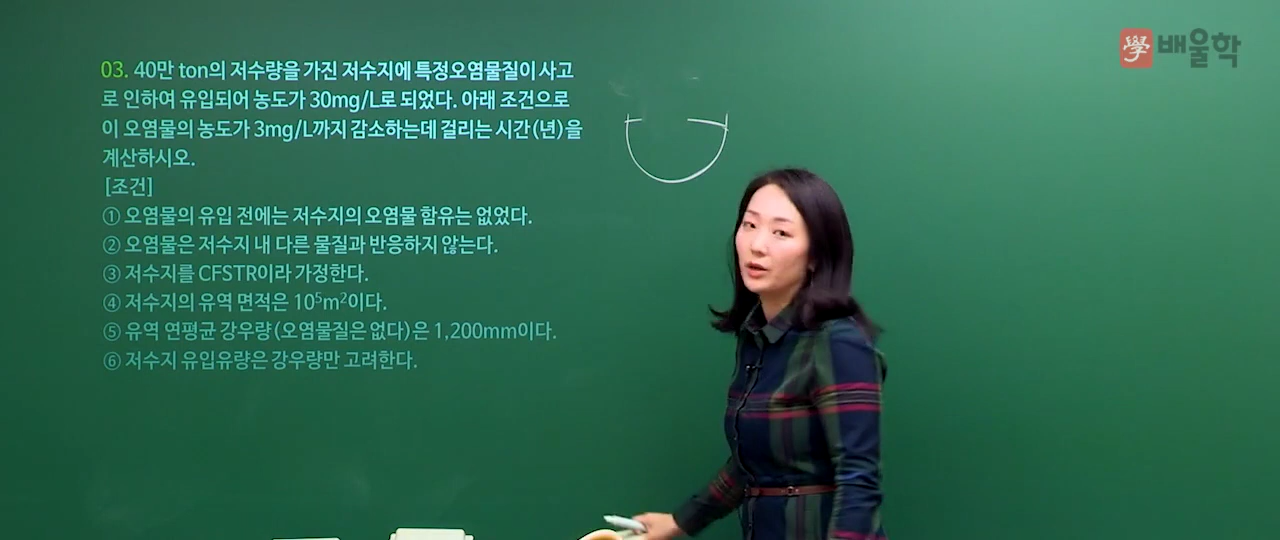 學 배울학
03. 40만 ton의 저수량을 가진 저수지에 특정오염물질이 사고
로 인하여 유입되어 농도가 30mg/L로 되었다. 아래 조건으로
이 오염물의 농도가 3mg/L까지 감소하는데 걸리는 시간(년)을
계산하시오.
[조건]
① 오염물의 유입 전에는 저수지의 오염물 함유는 없었다.
② 오염물은 저수지 내 다른 물질과 반응하지 않는다.
③ 저수지를 CFSTR이라 가정한다.
④ 저수지의 유역 면적은 10⁵m²이다.
⑤ 유역 연평균 강우량(오염물질은 없다)은 1,200mm이다.
⑥ 저수지 유입유량은 강우량만 고려한다.